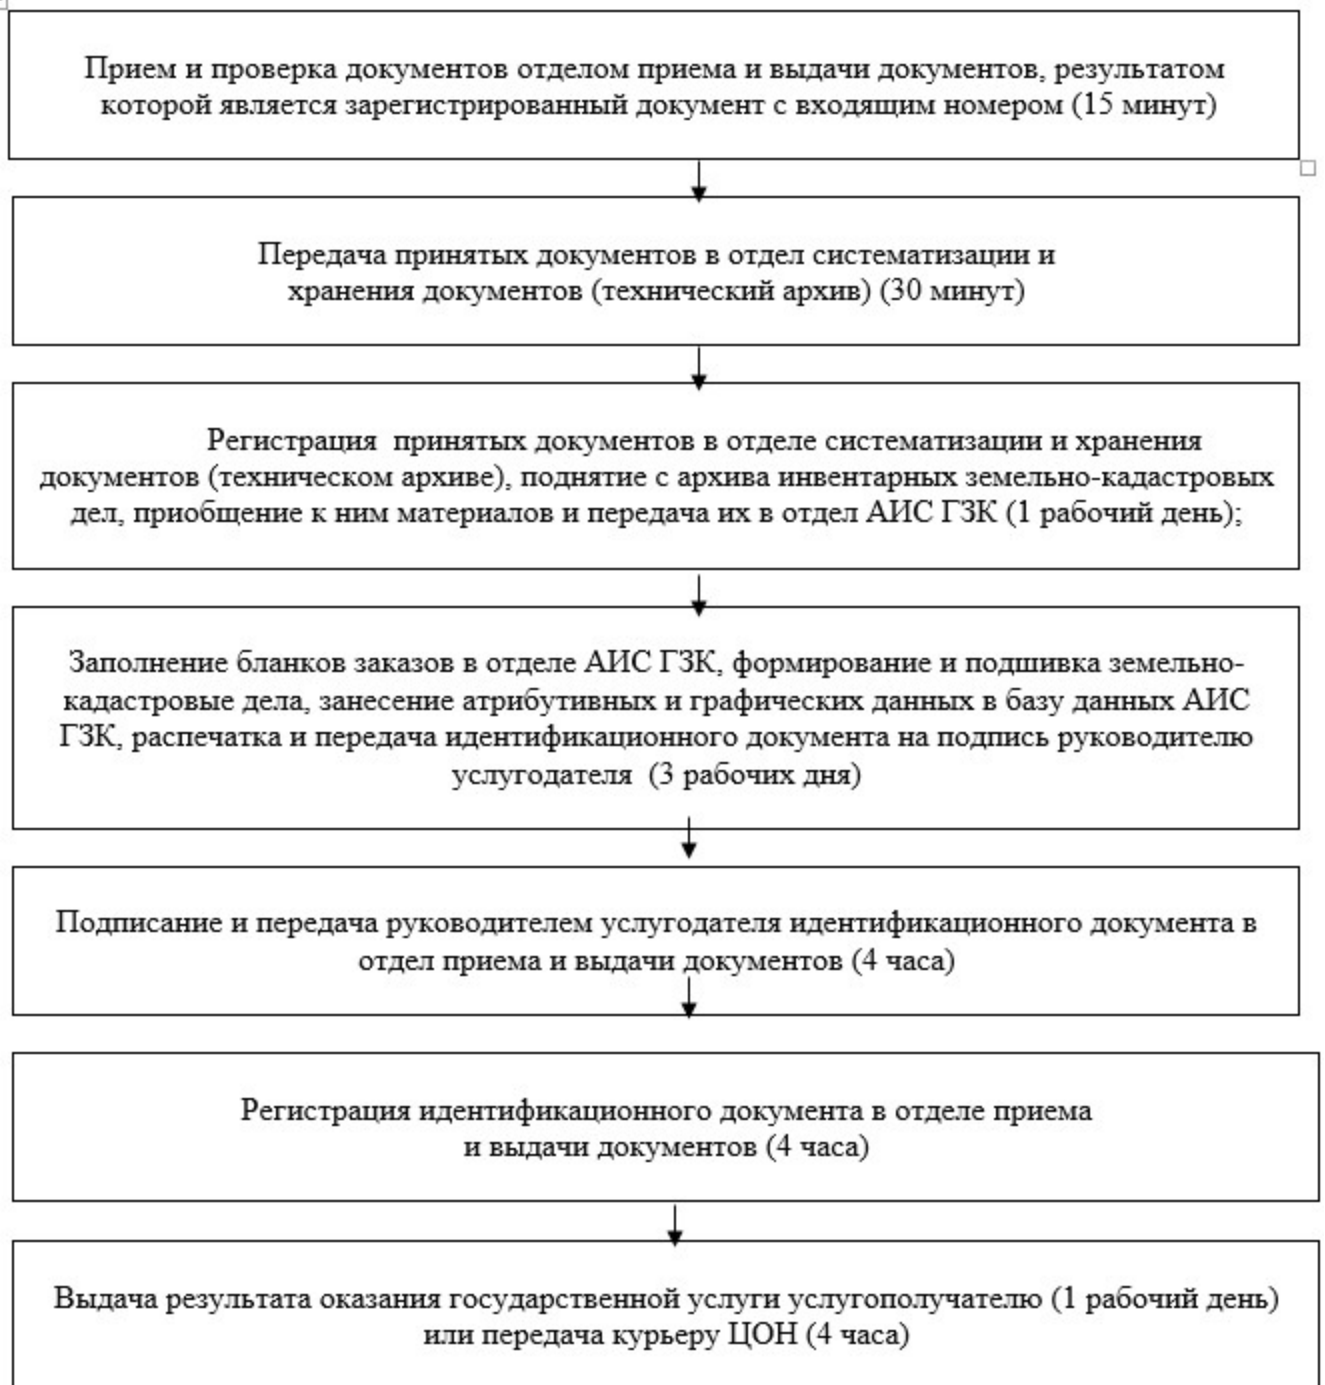 Прием и проверка документов отделом приема и выдачи документов, результатом
которой является зарегистрированный документ с входящим номером (15 минут)
Передача принятых документов в отдел систематизации и
хранения документов (технический архив) (30 минут)
Регистрация  принятых документов в отделе систематизации и хранения
документов (техническом архиве), поднятие с архива инвентарных земельно-кадастровых
дел, приобщение к ним материалов и передача их в отдел АИС ГЗК (1 рабочий день);
Заполнение бланков заказов в отделе АИС ГЗК, формирование и подшивка земельно-
кадастровые дела, занесение атрибутивных и графических данных в базу данных АИС
ГЗК, распечатка и передача идентификационного документа на подпись руководителю
услугодателя  (3 рабочих дня)
Подписание и передача руководителем услугодателя идентификационного документа в
отдел приема и выдачи документов (4 часа)
Регистрация идентификационного документа в отделе приема
и выдачи документов (4 часа)
Выдача результата оказания государственной услуги услугополучателю (1 рабочий день)
или передача курьеру ЦОН (4 часа)